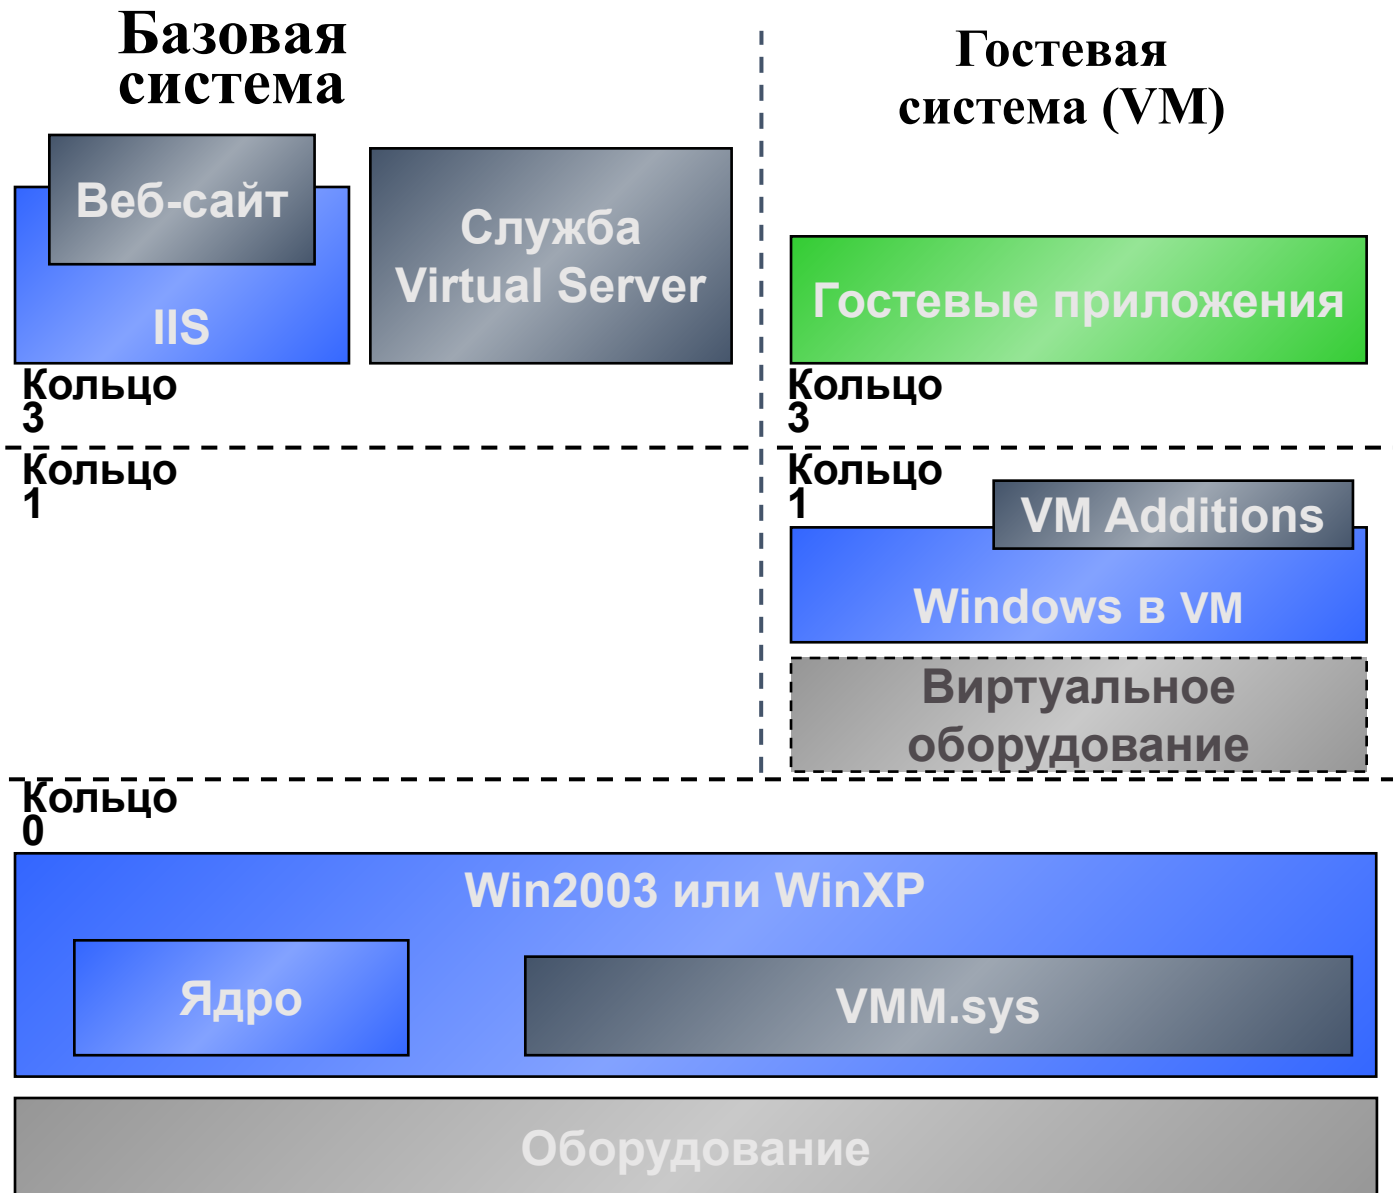 Базовая
система
Гостевая
система (VM)
Веб-сайт
IIS
Служба
Virtual Server
Гостевые приложения
Кольцо
3
Кольцо
3
Кольцо
1
Кольцо
1
VM Additions
Windows в VM
Виртуальное
оборудование
Кольцо
0
Win2003 или WinXP
Ядро
VMM.sys
Оборудование